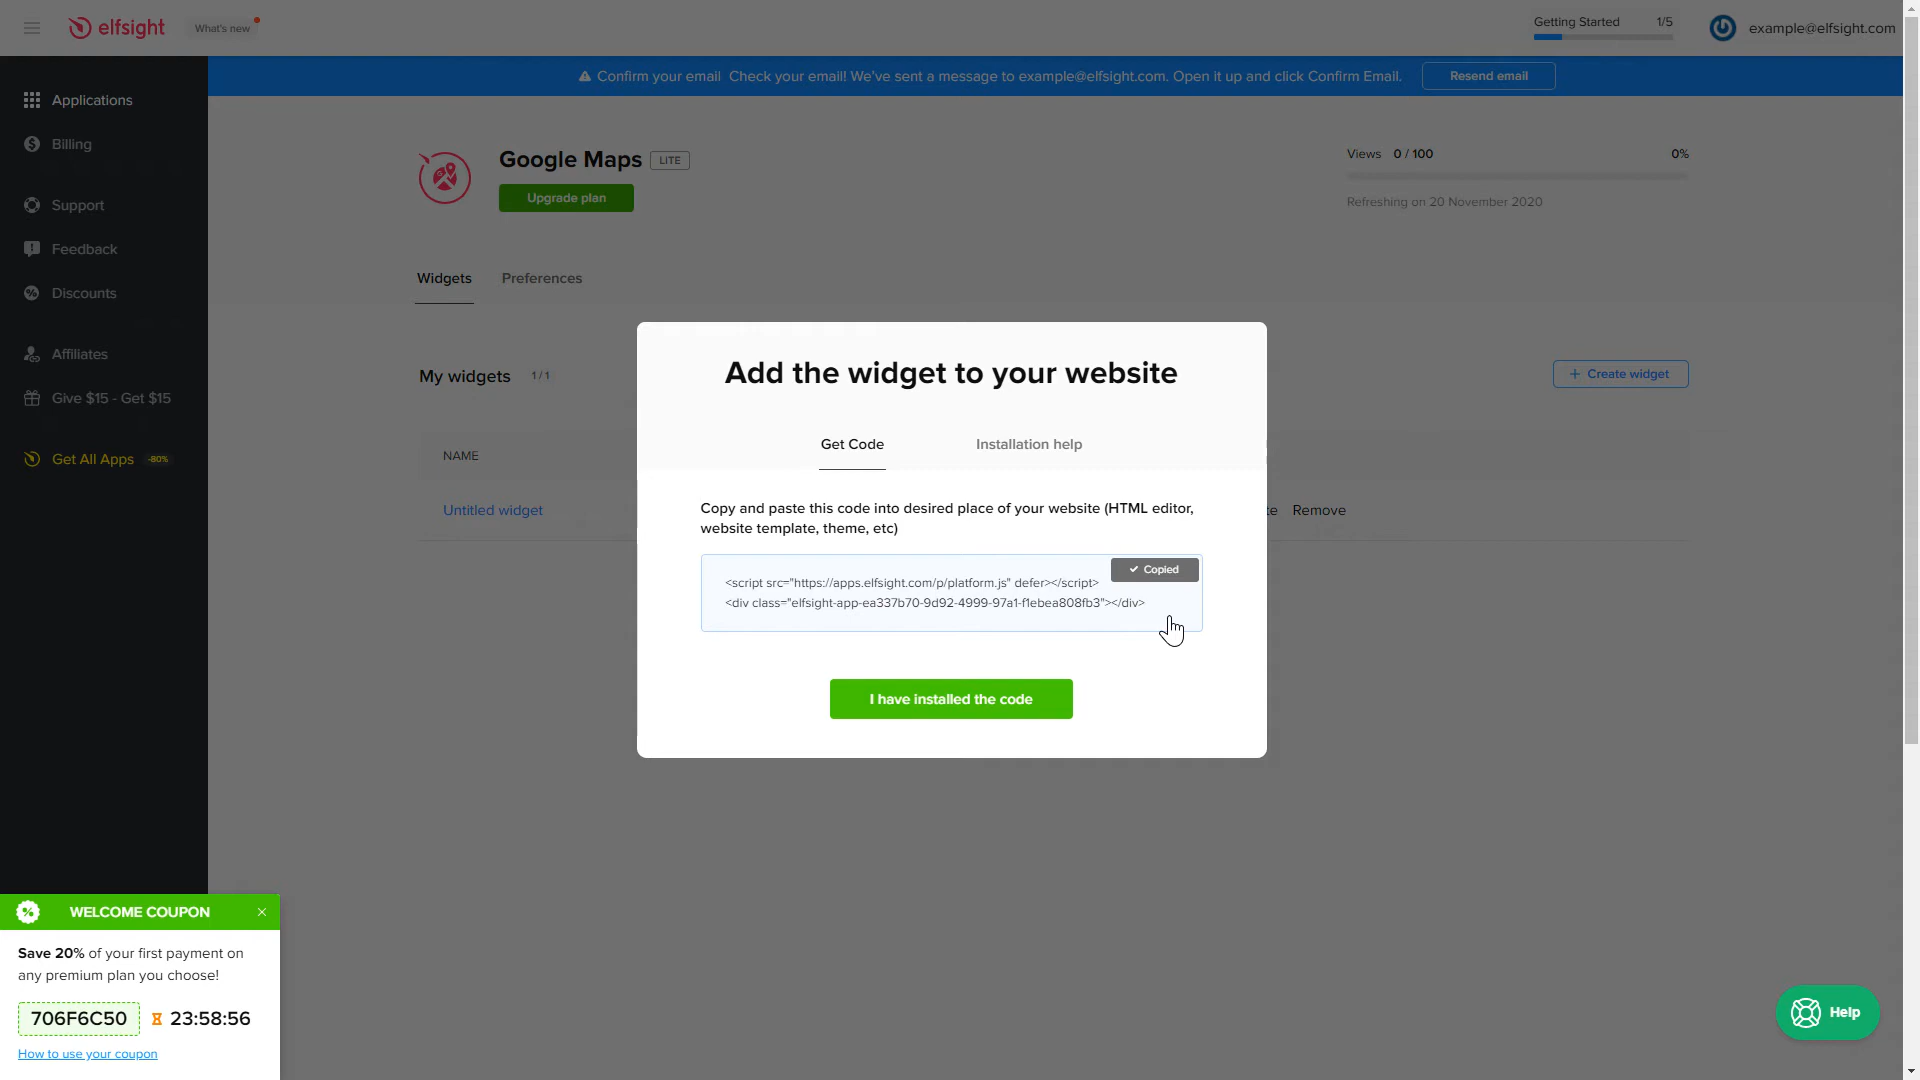 elfsight
What's new
Getting Started 1/5
example@elfsight.com
Confirm your email Check your email! We've sent a message to example@elfsight.com. Open it up and click Confirm Email.
Resend email
Applications
Billing
Support
Feedback
Discounts
Affiliates
Give $15 - Get $15
Get All Apps -80%
Google Maps LITE
Upgrade plan
Views 0 / 100 0%
Refreshing on 20 November 2020
Widgets Preferences
My widgets 1/1
+ Create widget
NAME
Untitled widget
te Remove
Add the widget to your website
Get Code Installation help
Copy and paste this code into desired place of your website (HTML editor,
website template, theme, etc)
Copied
<script src="https://apps.elfsight.com/p/platform.js" defer></script>
<div class="elfsight-app-ea337b70-9d92-4999-97a1-f1ebea808fb3"></div>
I have installed the code
WELCOME COUPON
Save 20% of your first payment on
any premium plan you choose!
706F6C50 23:58:56
How to use your coupon
Help